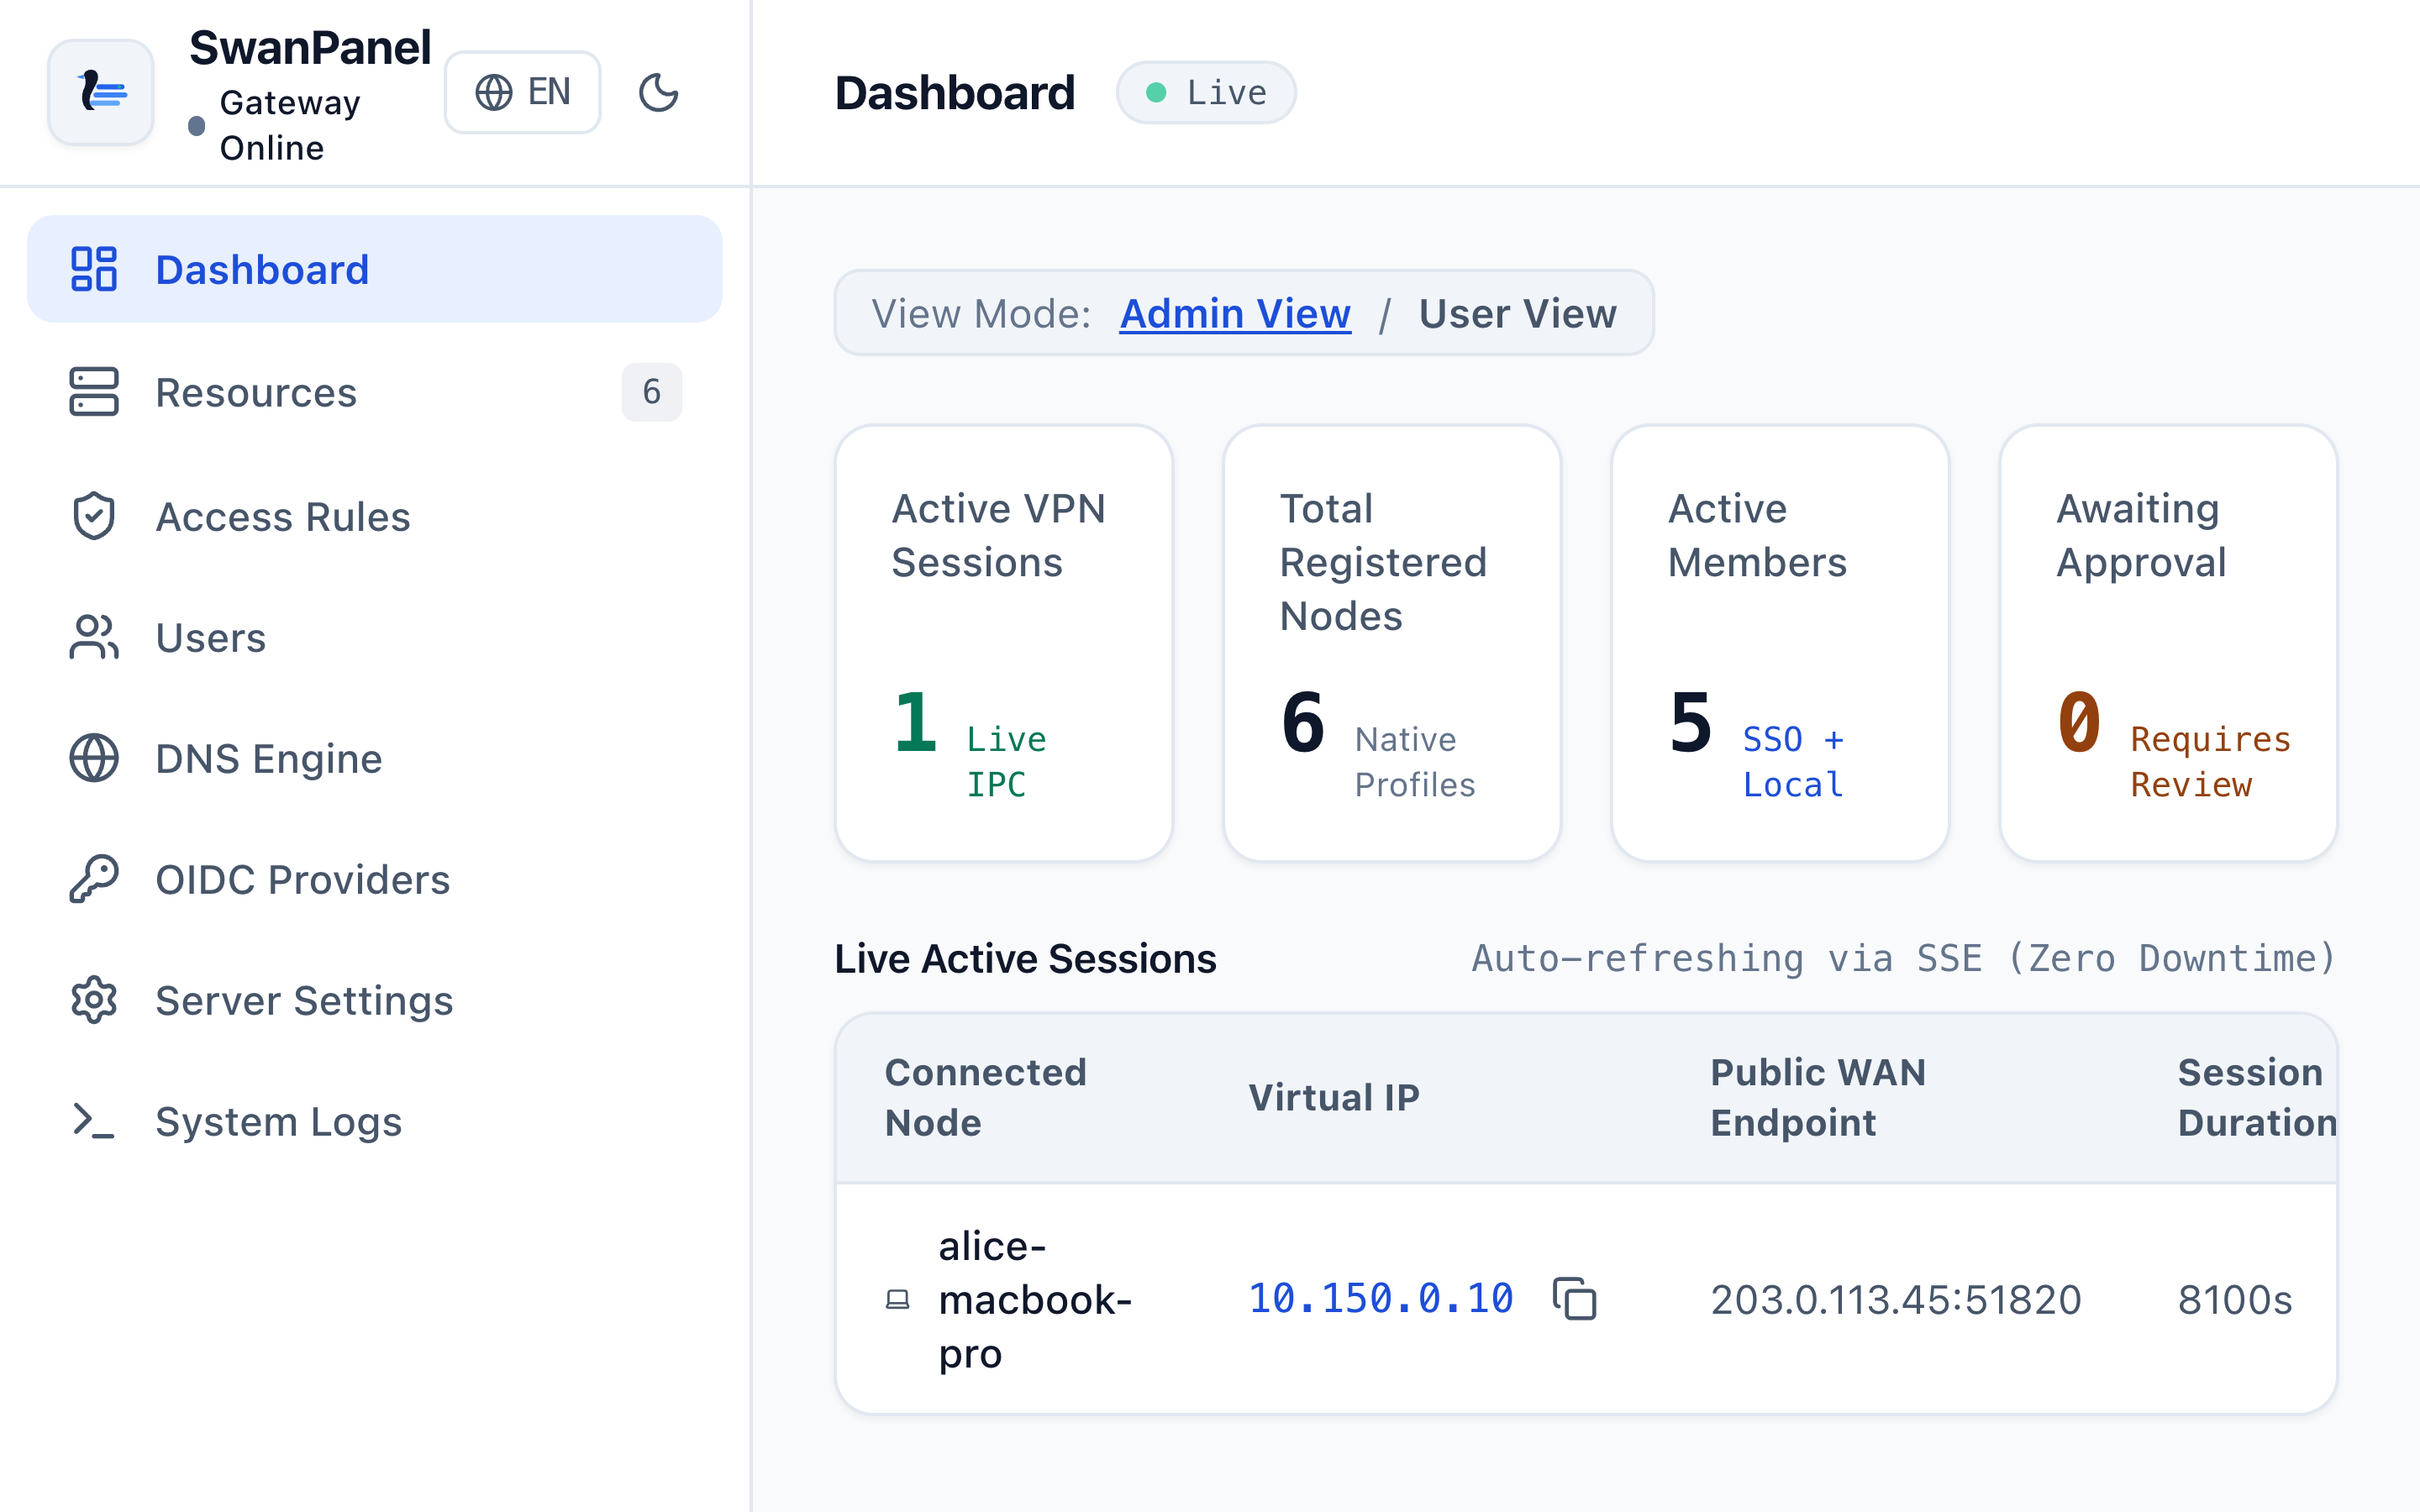 SwanPanel
Gateway
Online
EN
Dashboard
Live
Dashboard
Resources
6
Access Rules
Users
DNS Engine
OIDC Providers
Server Settings
System Logs
View Mode: Admin View / User View
Active VPN
Sessions
1 Live
IPC
Total
Registered
Nodes
6 Native
Profiles
Active
Members
5 SSO +
Local
Awaiting
Approval
0 Requires
Review
Live Active Sessions
Auto-refreshing via SSE (Zero Downtime)
Connected
Node
Virtual IP
Public WAN
Endpoint
Session
Duration
alice-
macbook-
pro
10.150.0.10
203.0.113.45:51820
8100s